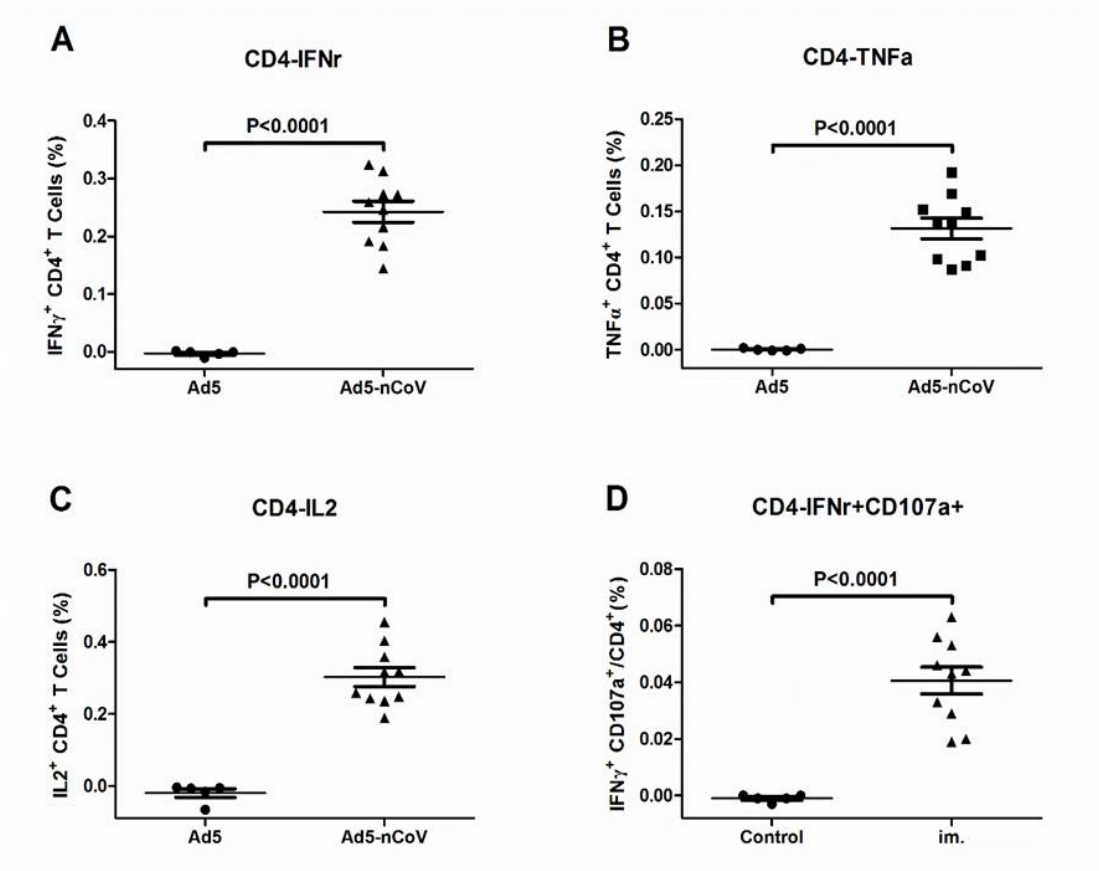 A
CD4-IFNr
P<0.0001
IFNγ+ CD4+ T Cells (%)
0.4
0.3
0.2
0.1
0.0
Ad5
Ad5-nCoV
B
CD4-TNFa
P<0.0001
TNFα+ CD4+ T Cells (%)
0.25
0.20
0.15
0.10
0.05
0.00
Ad5
Ad5-nCoV
C
CD4-IL2
P<0.0001
IL2+ CD4+ T Cells (%)
0.6
0.4
0.2
0.0
Ad5
Ad5-nCoV
D
CD4-IFNr+CD107a+
P<0.0001
IFNγ+ CD107a+/CD4+(%)
0.08
0.06
0.04
0.02
0.00
Control
im.